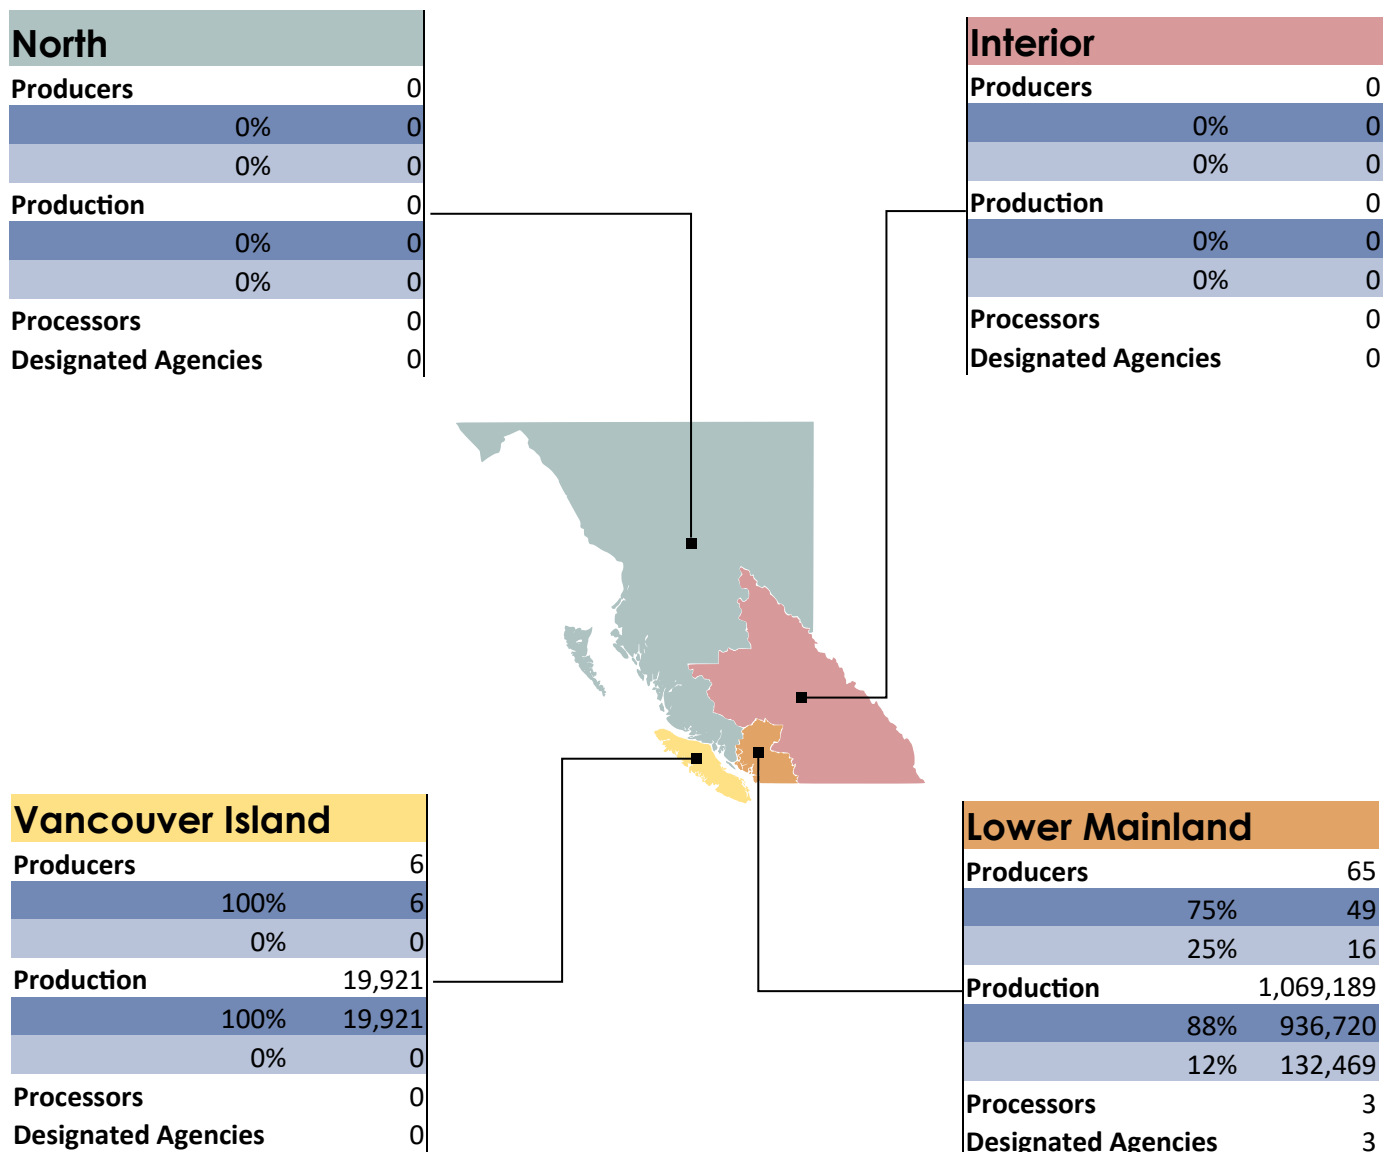 North
Producers 0
0% 0
0% 0
Production 0
0% 0
0% 0
Processors 0
Designated Agencies 0
Interior
Producers 0
0% 0
0% 0
Production 0
0% 0
0% 0
Processors 0
Designated Agencies 0
Vancouver Island
Producers 6
100% 6
0% 0
Production 19,921
100% 19,921
0% 0
Processors 0
Designated Agencies 0
Lower Mainland
Producers 65
75% 49
25% 16
Production 1,069,189
88% 936,720
12% 132,469
Processors 3
Designated Agencies 3